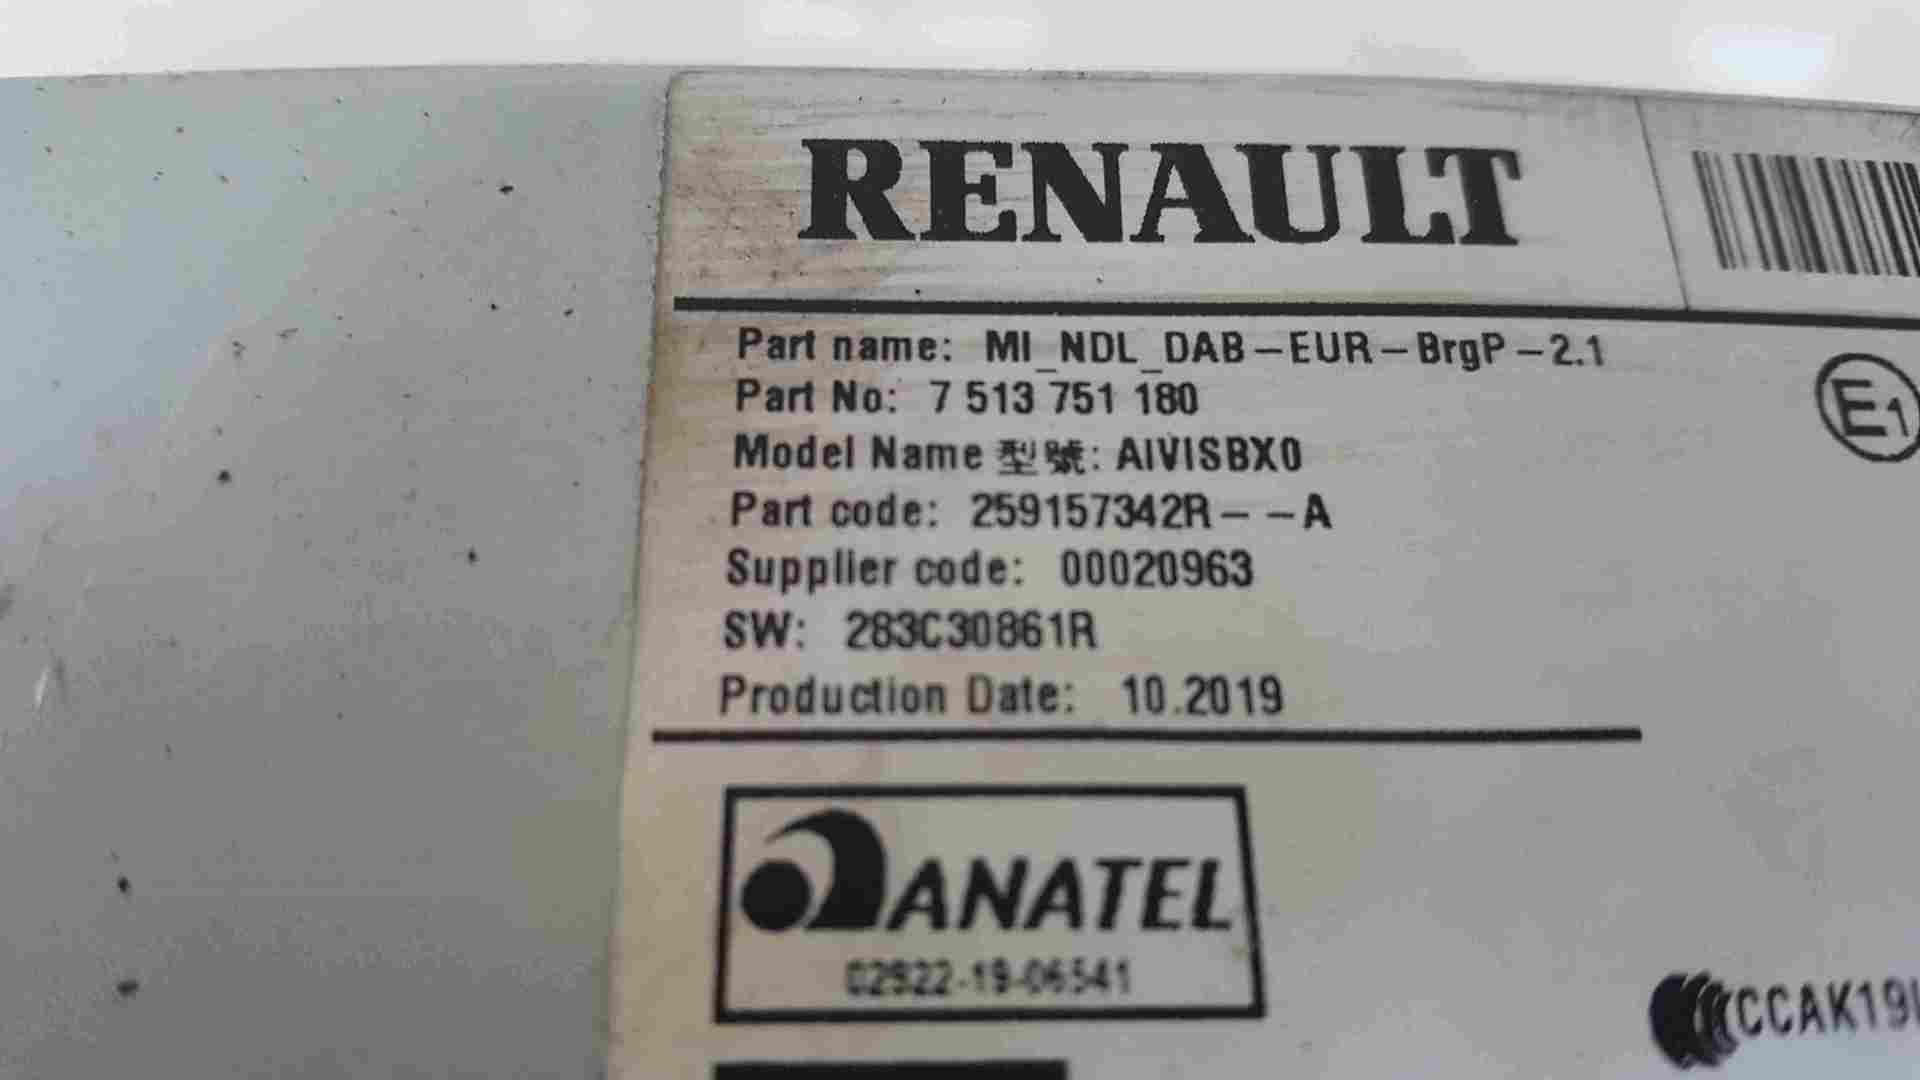 RENAULT
Part name: MI_NDL_DAB-EUR-BrgP-2.1
Part No: 7 513 751 180
E1
Model Name 型號: AIVISBX0
Part code: 259157342R--A
Supplier code: 00020963
SW: 283C30861R
Production Date: 10.2019
ANATEL
02922-19-06541
CCAK19